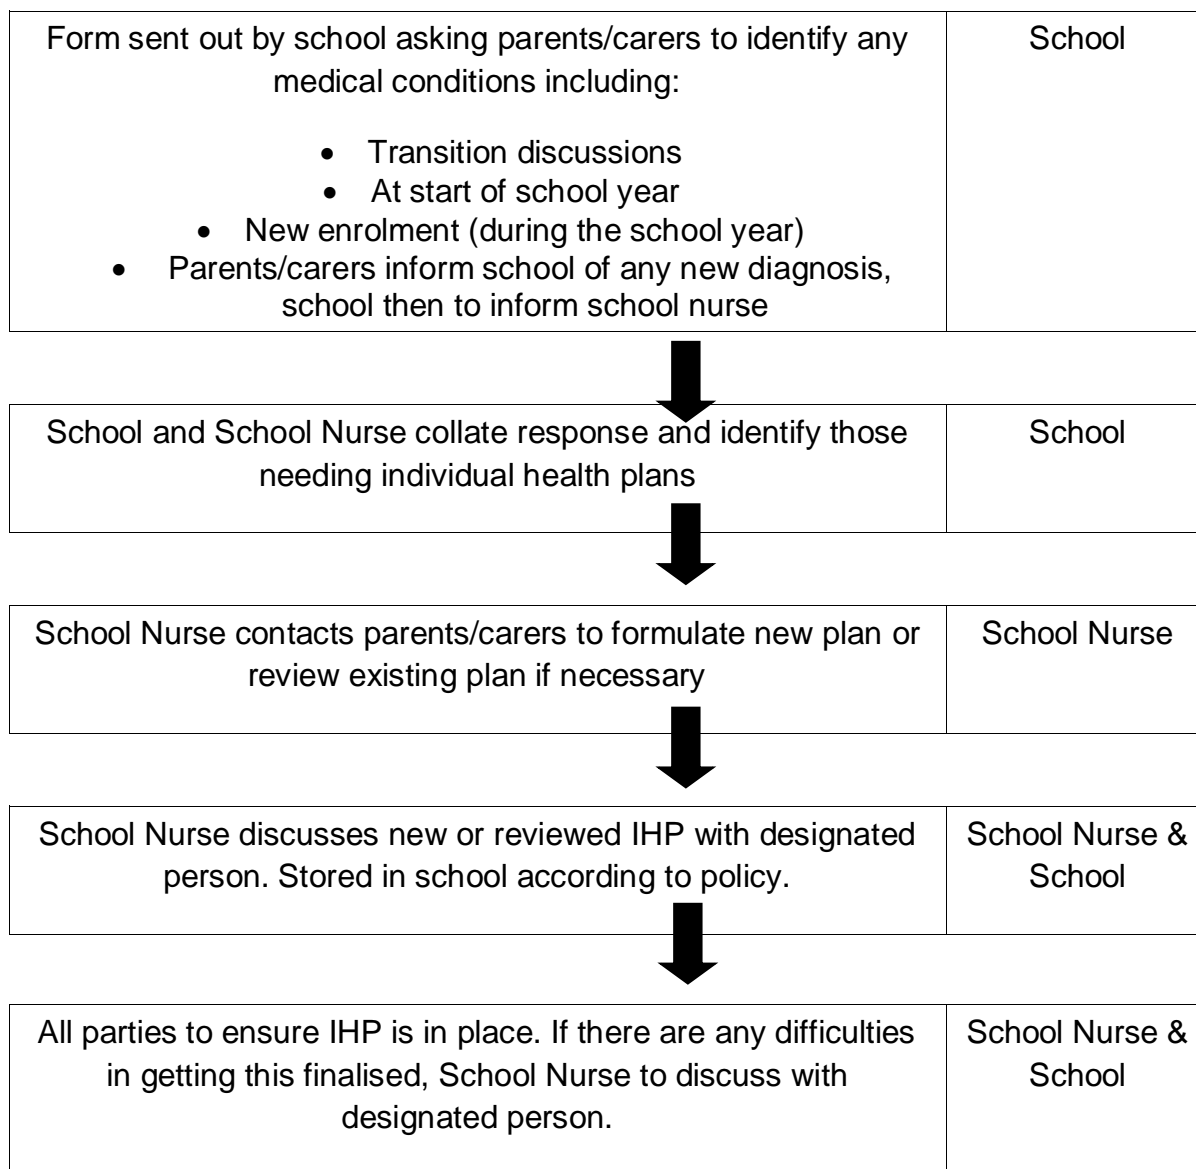 Form sent out by school asking parents/carers to identify any
medical conditions including:
• Transition discussions
• At start of school year
• New enrolment (during the school year)
• Parents/carers inform school of any new diagnosis,
school then to inform school nurse
School
School and School Nurse collate response and identify those
needing individual health plans
School
School Nurse contacts parents/carers to formulate new plan or
review existing plan if necessary
School Nurse
School Nurse discusses new or reviewed IHP with designated
person. Stored in school according to policy.
School Nurse &
School
All parties to ensure IHP is in place. If there are any difficulties
in getting this finalised, School Nurse to discuss with
designated person.
School Nurse &
School